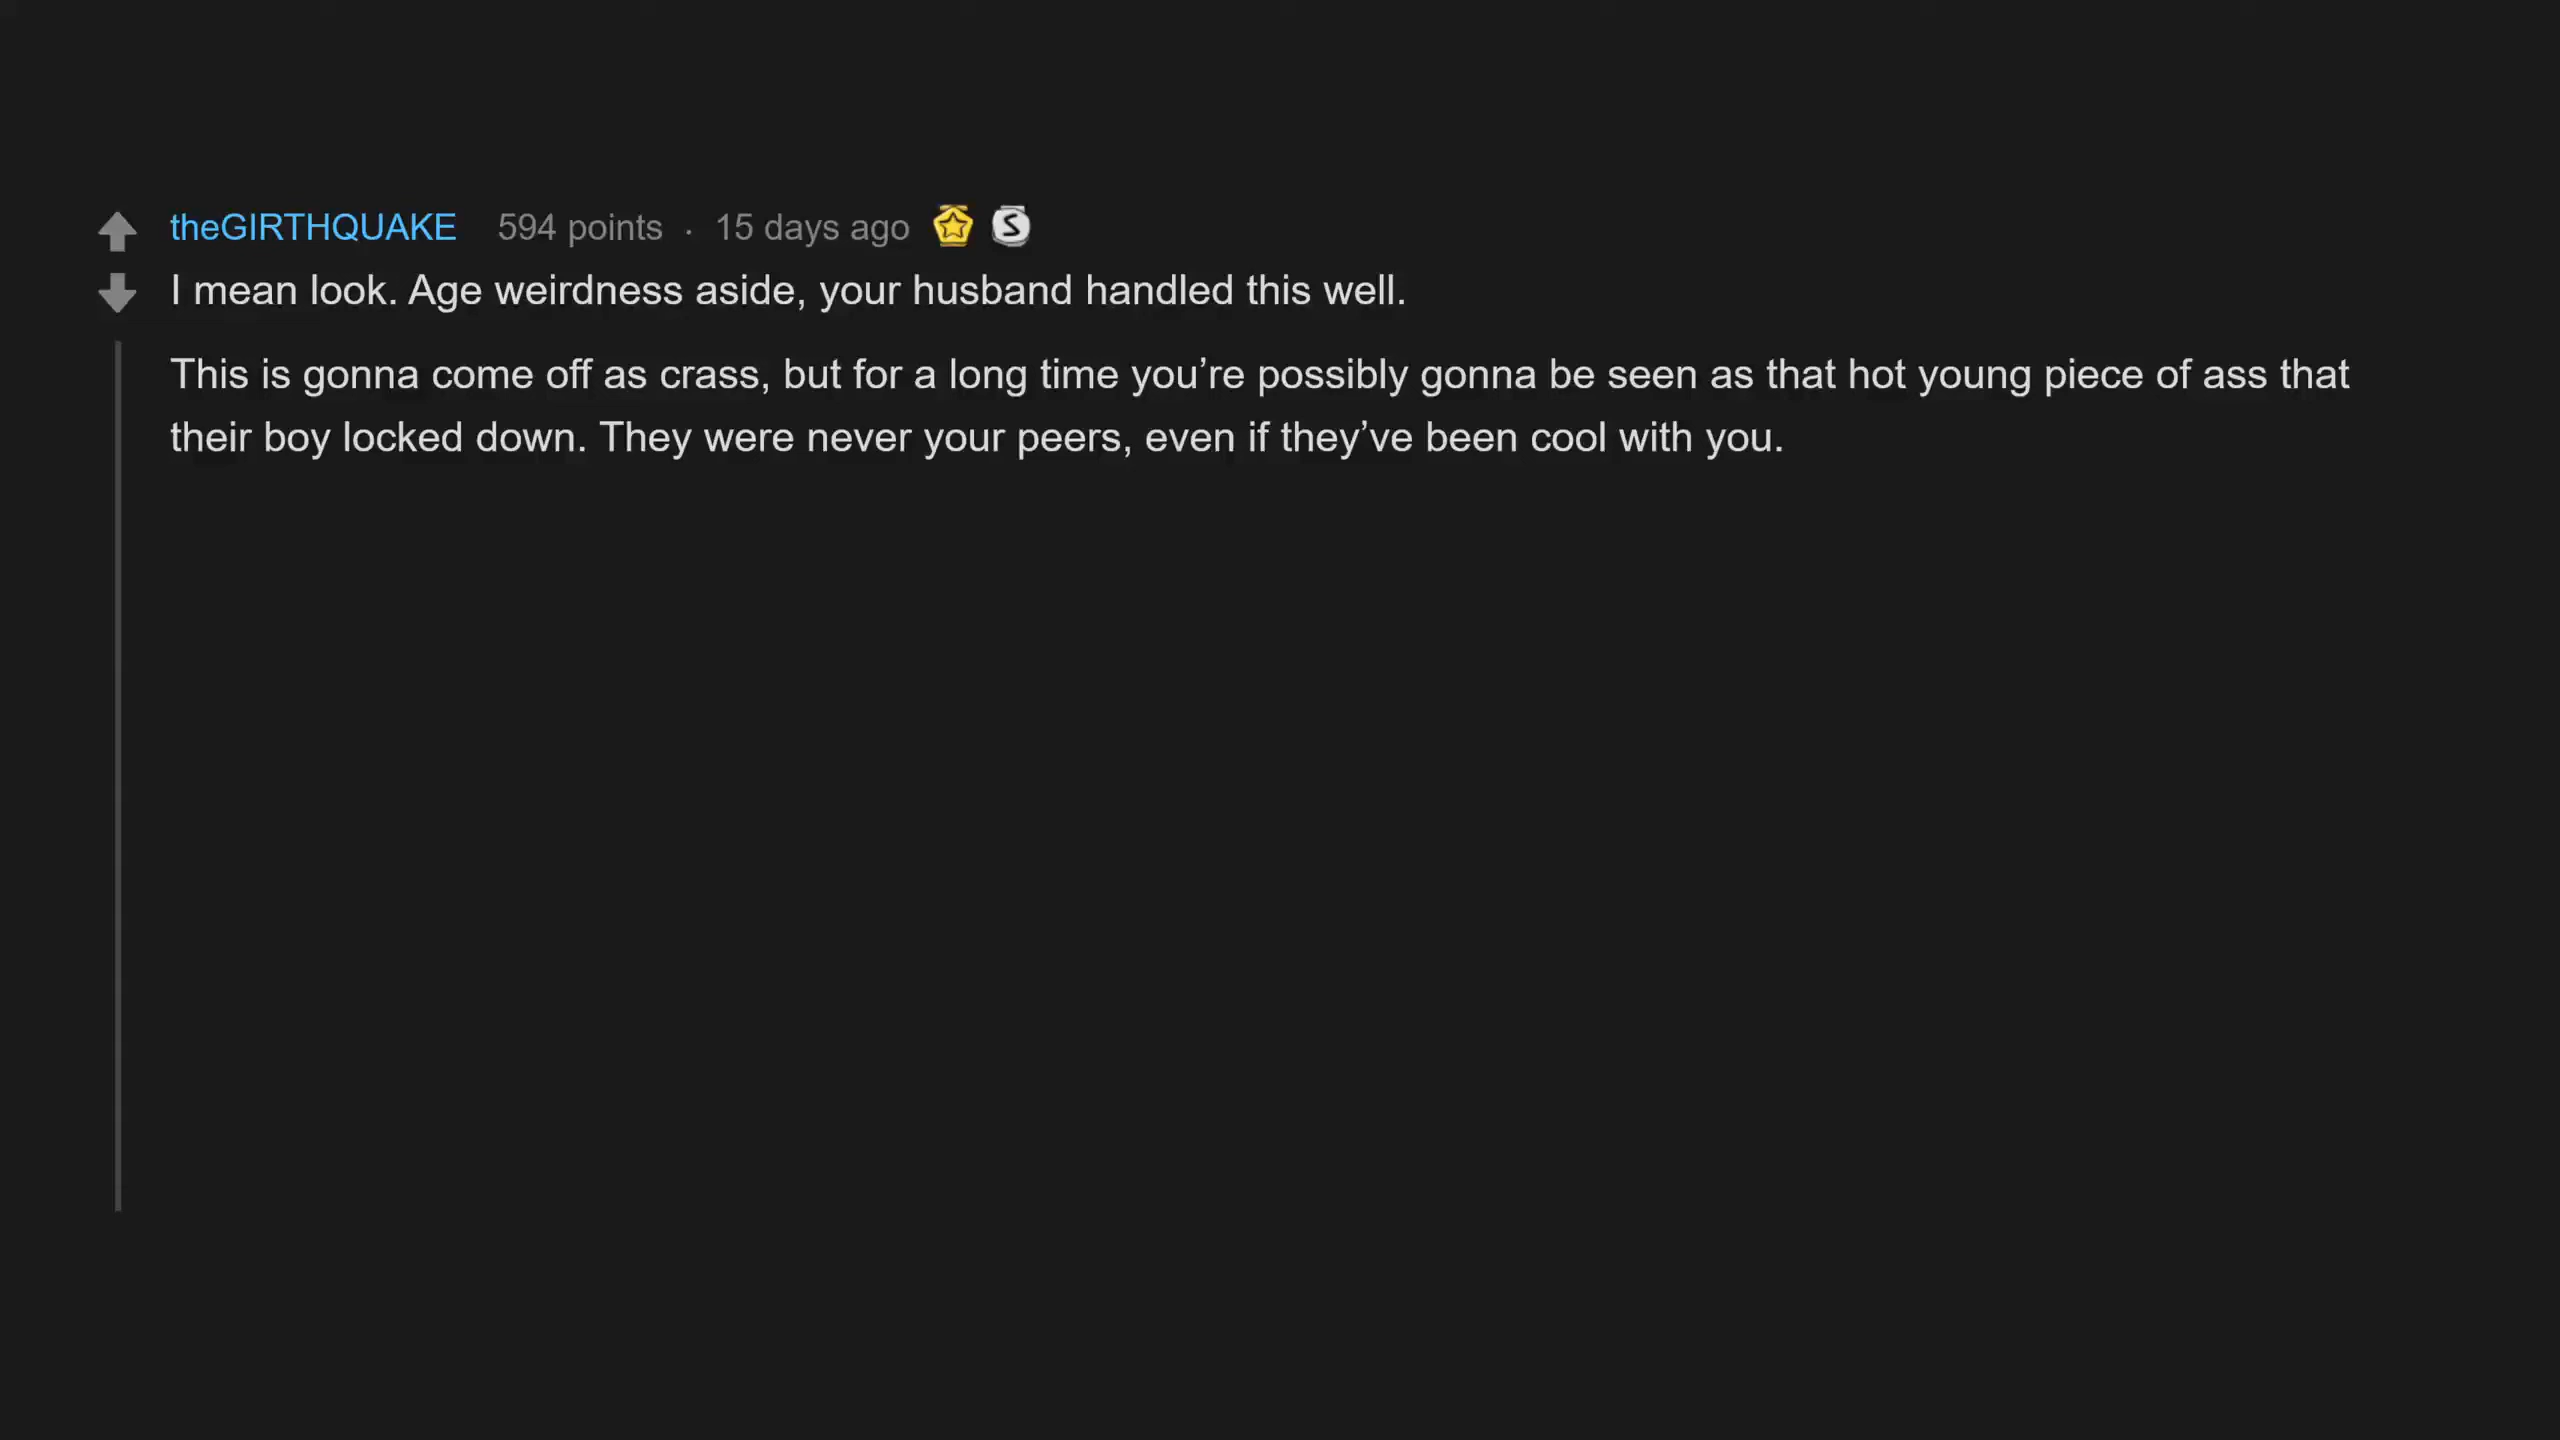 theGIRTHQUAKE 594 points · 15 days ago S
I mean look. Age weirdness aside, your husband handled this well.
This is gonna come off as crass, but for a long time you’re possibly gonna be seen as that hot young piece of ass that
their boy locked down. They were never your peers, even if they’ve been cool with you.